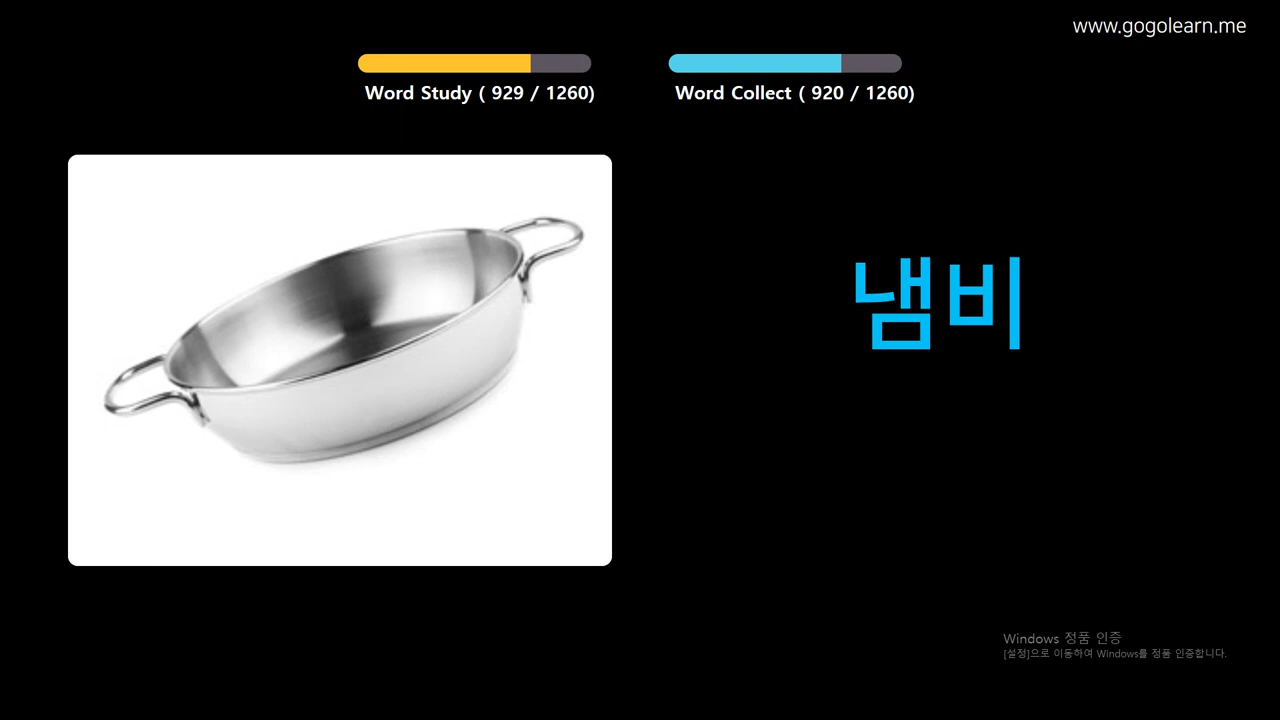 www.gogolearn.me
Word Study ( 929 / 1260)
Word Collect ( 920 / 1260)
냄비
Windows 정품 인증
[설정]으로 이동하여 Windows를 정품 인증합니다.